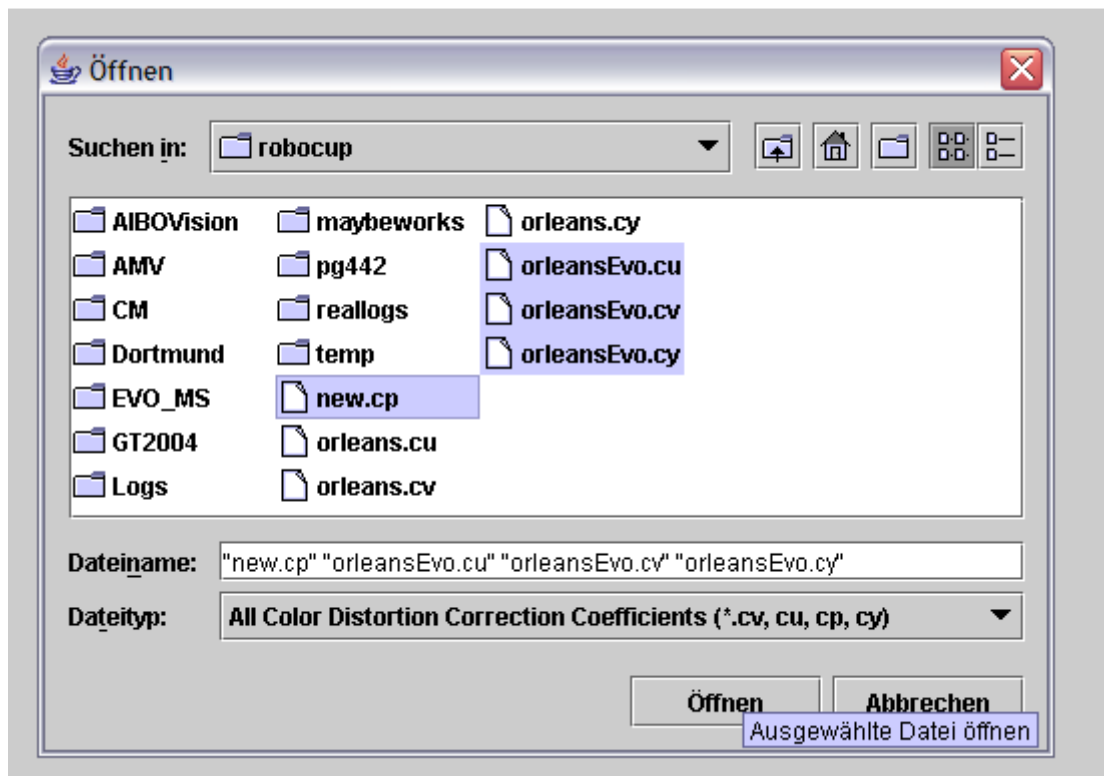 Öffnen
Suchen in: robocup
AIBOVision maybeworks orleans.cy
AMV pg442 orleansEvo.cu
CM reallogs orleansEvo.cv
Dortmund temp orleansEvo.cy
EVO_MS new.cp
GT2004 orleans.cu
Logs orleans.cv
Dateiname: "new.cp" "orleansEvo.cu" "orleansEvo.cv" "orleansEvo.cy"
Dateityp: All Color Distortion Correction Coefficients (*.cv, cu, cp, cy)
Öffnen Abbrechen
Ausgewählte Datei öffnen